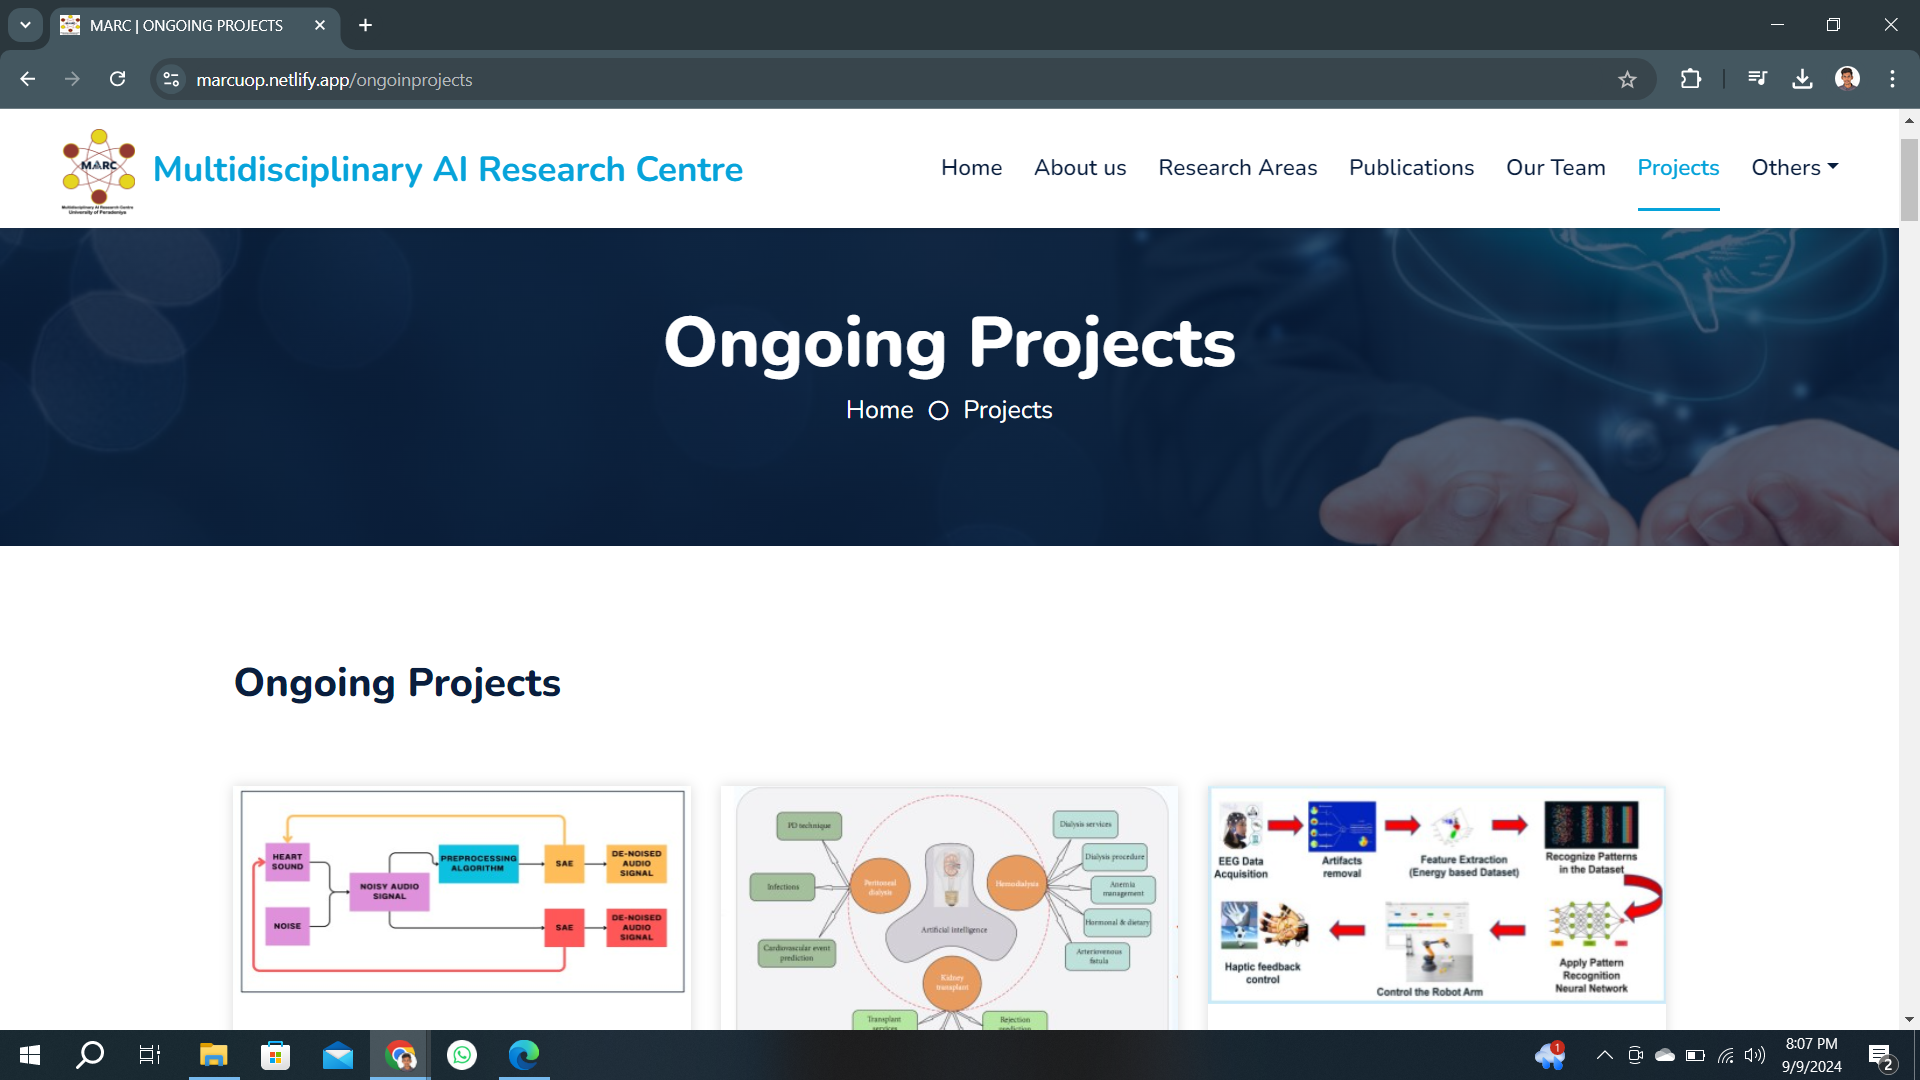 MARC | ONGOING PROJECTS
marcuop.netlify.app/ongoinprojects
MARC
Multidisciplinary AI Research Centre
University of Peradeniya
Multidisciplinary AI Research Centre
Home
About us
Research Areas
Publications
Our Team
Projects
Others
Ongoing Projects
Home
Projects
Ongoing Projects
HEART
SOUND
NOISE
NOISY AUDIO
SIGNAL
PREPROCESSING
ALGORITHM
SAE
DE-NOISED
AUDIO
SIGNAL
SAE
DE-NOISED
AUDIO
SIGNAL
PD technique
Infections
Cardiovascular event
prediction
Peritoneal
dialysis
Artificial intelligence
Hemodialysis
Dialysis services
Dialysis procedure
Anemia
management
Hormonal & dietary
Arteriovenous
fistula
Kidney
transplant
Transplant
services
Rejection
prediction
EEG Data
Acquisition
Artifacts
removal
Feature Extraction
(Energy based Dataset)
Recognize Patterns
in the Dataset
Apply Pattern
Recognition
Neural Network
Control the Robot Arm
Haptic feedback
control
1
8:07 PM
9/9/2024
2